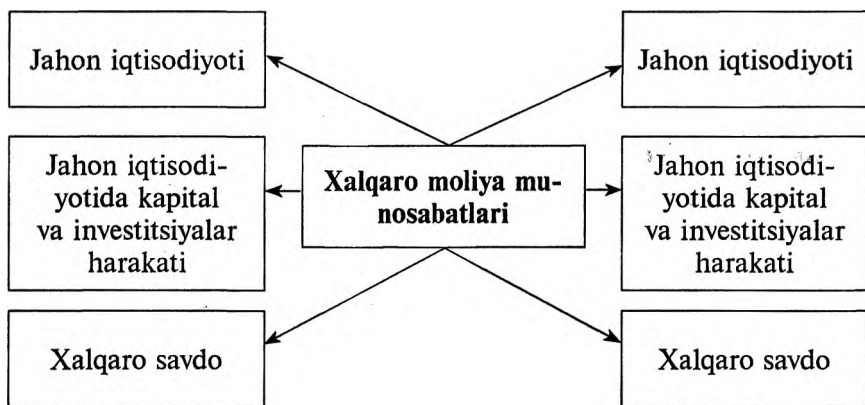 Jahon iqtisodiyoti
Jahon iqtisodi-
yotida kapital
va investitsiyalar
harakati
Xalqaro savdo
Xalqaro moliya mu-
nosabatlari
Jahon iqtisodiyoti
Jahon iqtisodi-
yotida kapital
va investitsiyalar
harakati
Xalqaro savdo